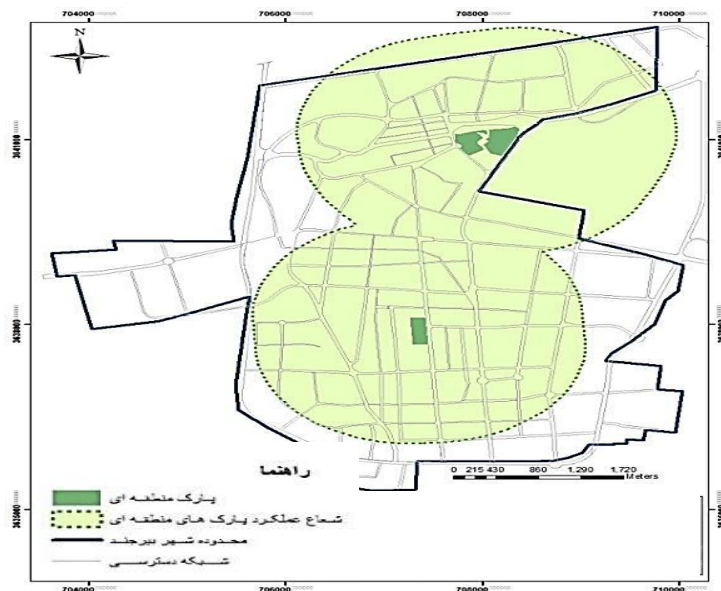 704000 706000 708000 710000
N
راهنما
پارک منطقه ای
شعاع عملکرد پارک های منطقه ای
محدوده شهر بیرجند
شبکه دسترسی
0 215 430 860 1,290 1,720
Meters
704000 706000 708000 710000